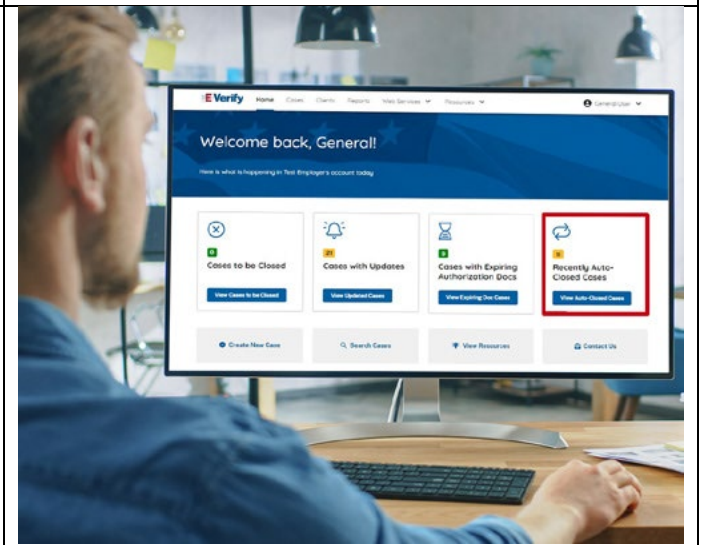 E-Verify Home Cases Clients Reports Web Services Resources General User
Welcome back, General!
Here is what is happening in Test Employer's account today
Cases to be Closed
View Cases to be Closed
21
Cases with Updates
View Updated Cases
Cases with Expiring
Authorization Docs
View Expiring Doc Cases
Recently Auto-
Closed Cases
View Auto-Closed Cases
Create New Case
Search Cases
View Resources
Contact Us